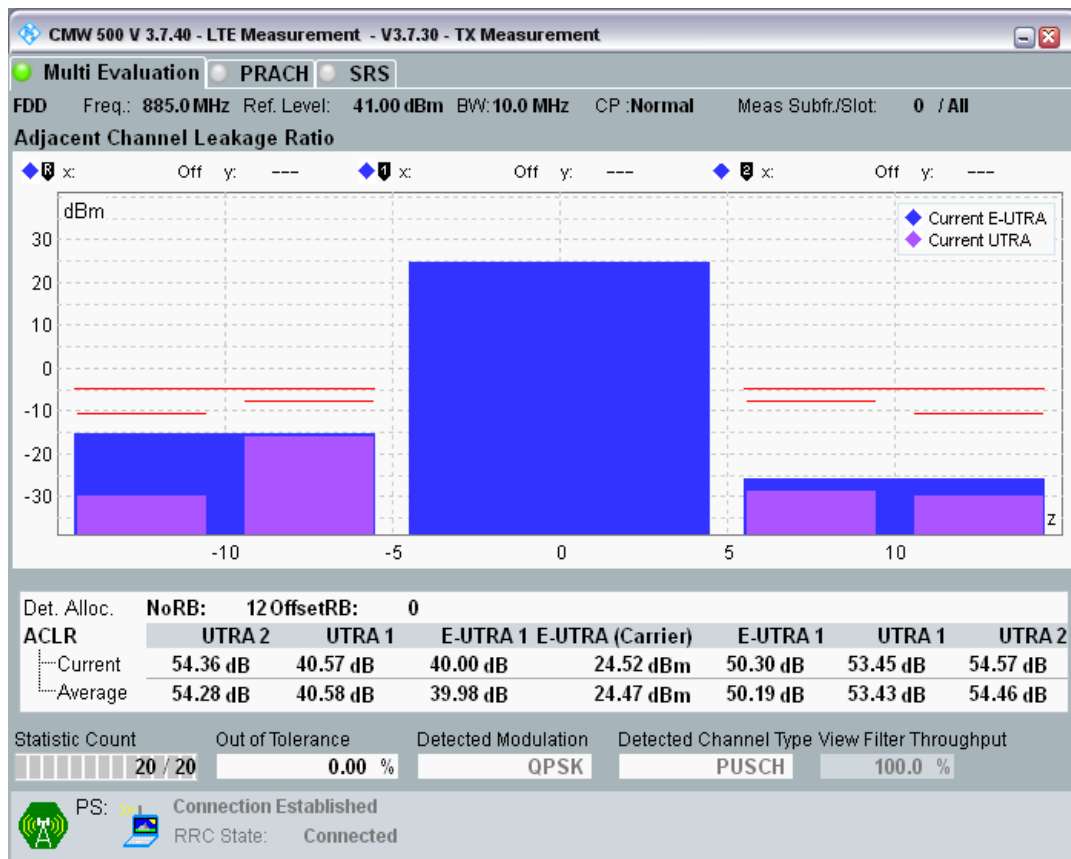 CMW 500 V 3.7.40 - LTE Measurement - V3.7.30 - TX Measurement
Multi Evaluation PRACH SRS
FDD Freq.: 885.0 MHz Ref. Level: 41.00 dBm BW: 10.0 MHz CP :Normal Meas Subfr./Slot: 0 / All
Adjacent Channel Leakage Ratio
R x: Off y: --- 1 x: Off y: --- 2 x: Off y: ---
dBm
Current E-UTRA
Current UTRA
30
20
10
0
-10
-20
-30
z
-10 -5 0 5 10
Det. Alloc. NoRB: 12 OffsetRB: 0
ACLR UTRA 2 UTRA 1 E-UTRA 1 E-UTRA (Carrier) E-UTRA 1 UTRA 1 UTRA 2
Current 54.36 dB 40.57 dB 40.00 dB 24.52 dBm 50.30 dB 53.45 dB 54.57 dB
Average 54.28 dB 40.58 dB 39.98 dB 24.47 dBm 50.19 dB 53.43 dB 54.46 dB
Statistic Count Out of Tolerance Detected Modulation Detected Channel Type View Filter Throughput
20 / 20 0.00 % QPSK PUSCH 100.0 %
PS: Connection Established
RRC State: Connected